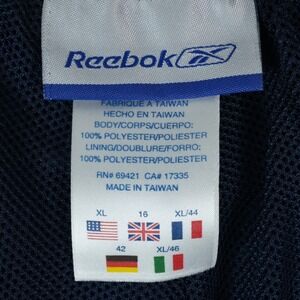 Reebok
FABRIQUÉ A TAIWAN
HECHO EN TAIWAN
BODY/CORPS/CUERPO:
100% POLYESTER/POLIESTER
LINING/DOUBLURE/FORRO:
100% POLYESTER/POLIESTER
RN# 69421 CA# 17335
MADE IN TAIWAN
XL 16 XL/44
42 XL/46